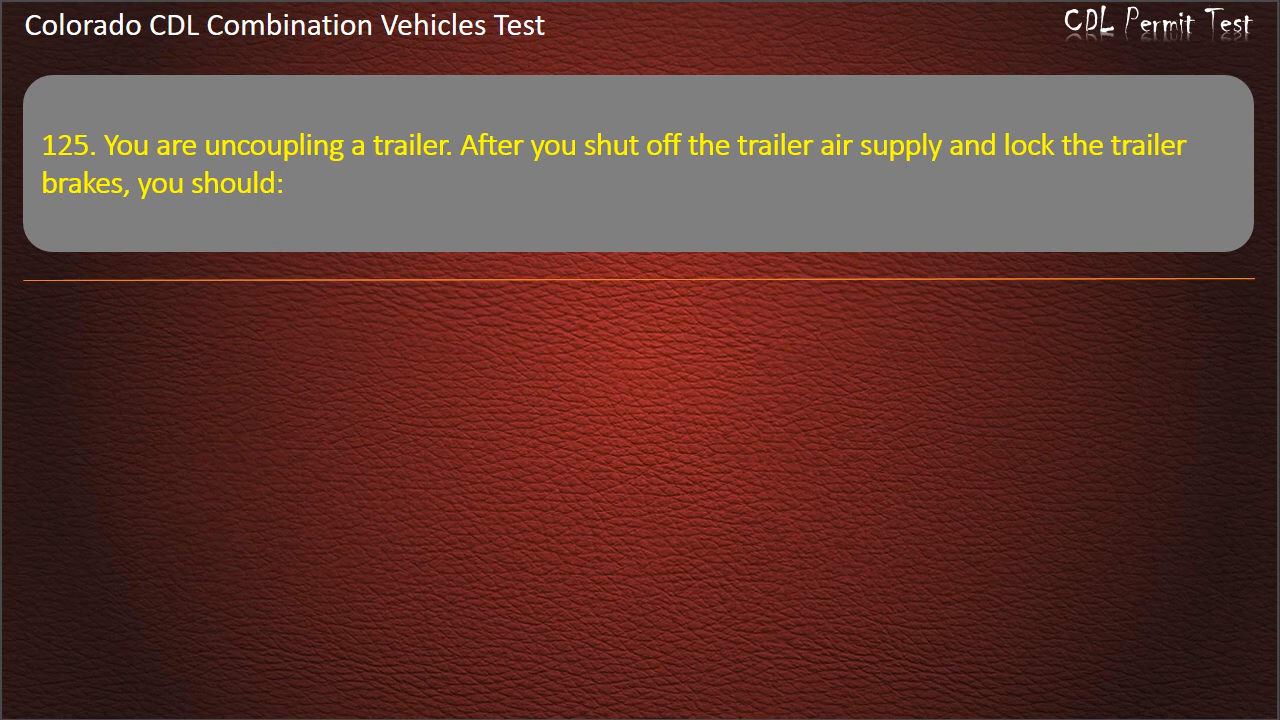 Colorado CDL Combination Vehicles Test
CDL Permit Test
125. You are uncoupling a trailer. After you shut off the trailer air supply and lock the trailer
brakes, you should: